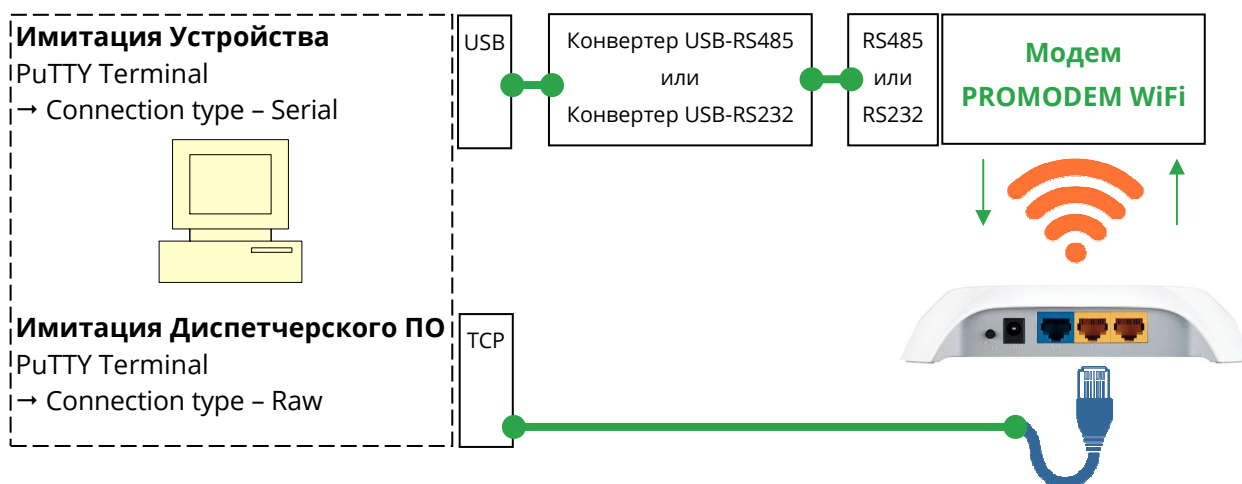 Имитация Устройства
PuTTY Terminal
→ Connection type – Serial
USB
Конвертер USB-RS485
или
Конвертер USB-RS232
RS485
или
RS232
Модем
PROMODEM WiFi
Имитация Диспетчерского ПО
PuTTY Terminal
→ Connection type – Raw
TCP